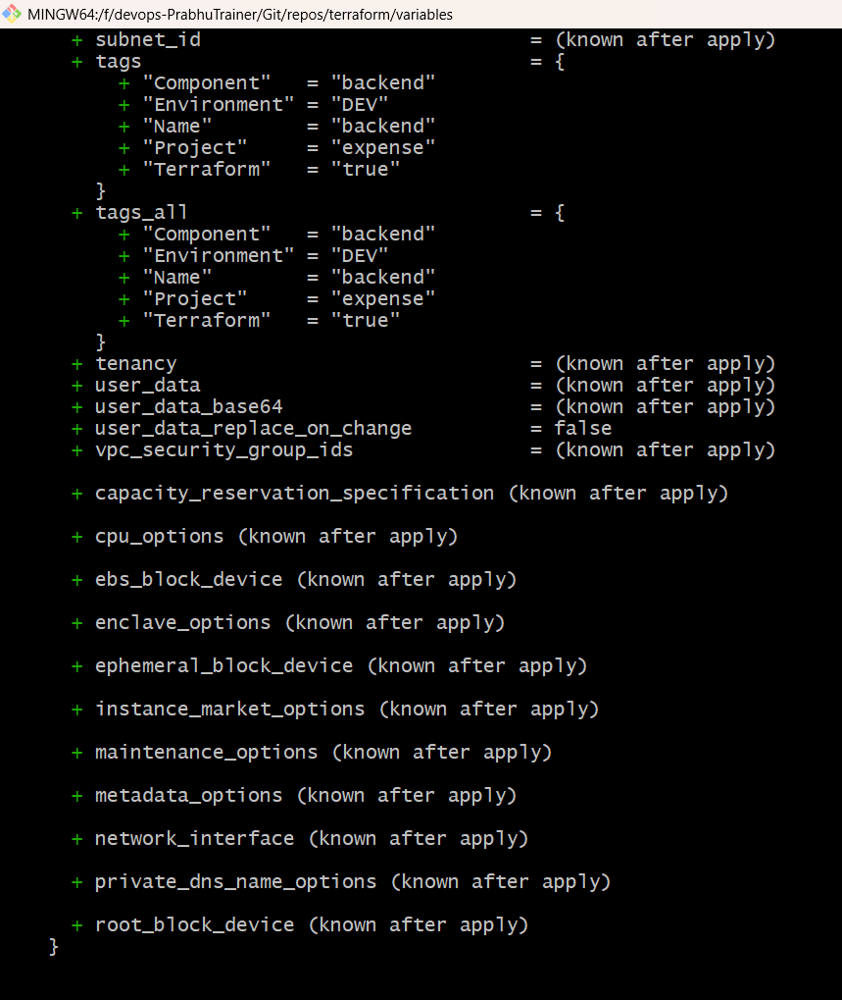 MINGW64:/f/devops-PrabhuTrainer/Git/repos/terraform/variables
+ subnet_id = (known after apply)
+ tags = {
+ "Component" = "backend"
+ "Environment" = "DEV"
+ "Name" = "backend"
+ "Project" = "expense"
+ "Terraform" = "true"
}
+ tags_all = {
+ "Component" = "backend"
+ "Environment" = "DEV"
+ "Name" = "backend"
+ "Project" = "expense"
+ "Terraform" = "true"
}
+ tenancy = (known after apply)
+ user_data = (known after apply)
+ user_data_base64 = (known after apply)
+ user_data_replace_on_change = false
+ vpc_security_group_ids = (known after apply)
+ capacity_reservation_specification (known after apply)
+ cpu_options (known after apply)
+ ebs_block_device (known after apply)
+ enclave_options (known after apply)
+ ephemeral_block_device (known after apply)
+ instance_market_options (known after apply)
+ maintenance_options (known after apply)
+ metadata_options (known after apply)
+ network_interface (known after apply)
+ private_dns_name_options (known after apply)
+ root_block_device (known after apply)
}